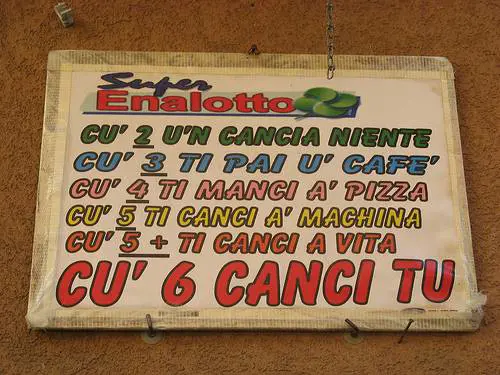 Super
Enalotto
CU' 2 U'N CANCIA NIENTE
CU' 3 TI PAI U' CAFE'
CU' 4 TI MANCI A' PIZZA
CU' 5 TI CANCI A' MACHINA
CU' 5 + TI CANCI A VITA
CU' 6 CANCI TU